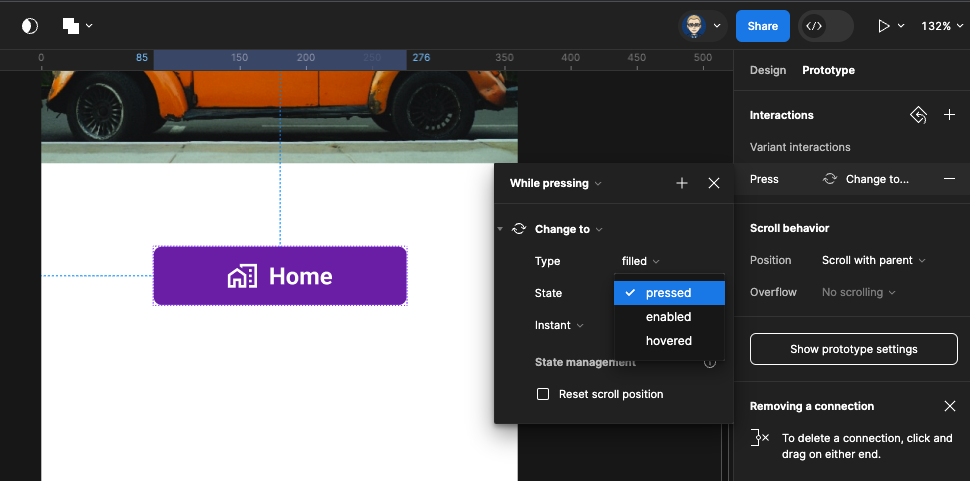 Share
</>
132%
0
85
150
200
250
276
350
400
450
500
Design
Prototype
Interactions
Variant interactions
Press
Change to...
Scroll behavior
Position
Scroll with parent
Overflow
No scrolling
Show prototype settings
Removing a connection
To delete a connection, click and
drag on either end.
While pressing
Change to
Type
filled
State
pressed
enabled
hovered
Instant
State management
Reset scroll position
Home